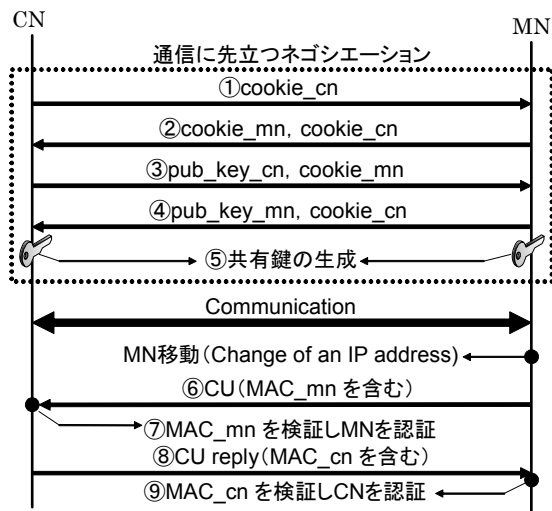 CN
MN
通信に先立つネゴシエーション
①cookie_cn
②cookie_mn, cookie_cn
③pub_key_cn, cookie_mn
④pub_key_mn, cookie_cn
⑤共有鍵の生成
Communication
MN移動(Change of an IP address)
⑥CU(MAC_mn を含む)
⑦MAC_mn を検証しMNを認証
⑧CU reply(MAC_cn を含む)
⑨MAC_cn を検証しCNを認証